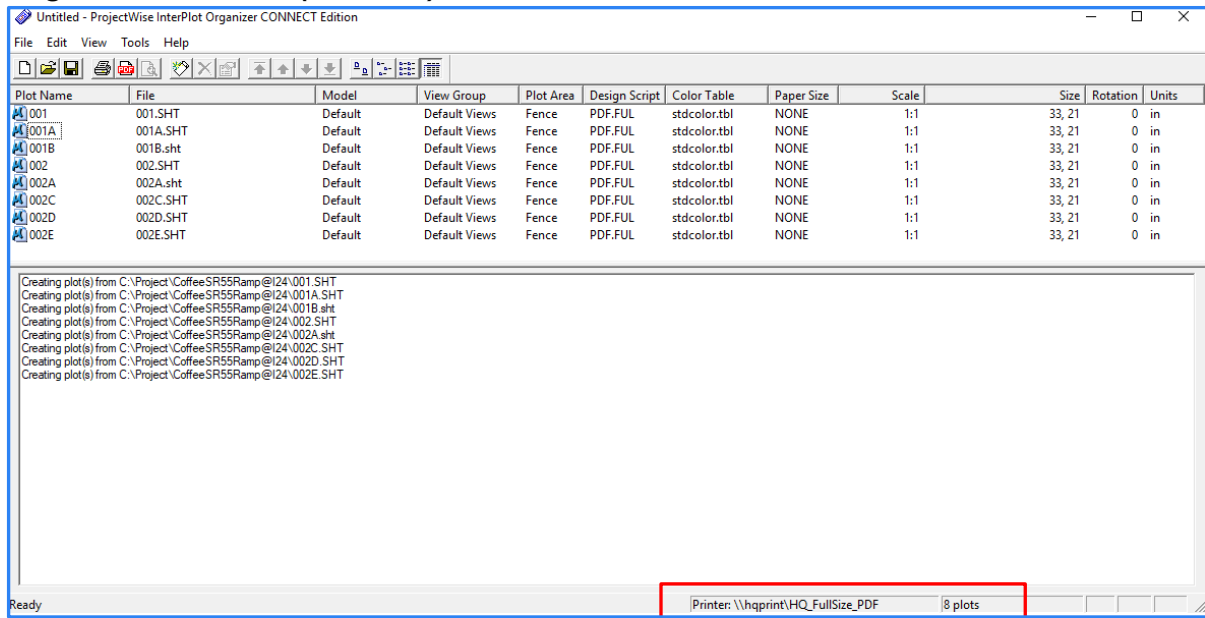 Untitled - ProjectWise InterPlot Organizer CONNECT Edition
File Edit View Tools Help
Plot Name File Model View Group Plot Area Design Script Color Table Paper Size Scale Size Rotation Units
001 001.SHT Default Default Views Fence PDF.FUL stdcolor.tbl NONE 1:1 33, 21 0 in
001A 001A.SHT Default Default Views Fence PDF.FUL stdcolor.tbl NONE 1:1 33, 21 0 in
001B 001B.sht Default Default Views Fence PDF.FUL stdcolor.tbl NONE 1:1 33, 21 0 in
002 002.SHT Default Default Views Fence PDF.FUL stdcolor.tbl NONE 1:1 33, 21 0 in
002A 002A.sht Default Default Views Fence PDF.FUL stdcolor.tbl NONE 1:1 33, 21 0 in
002C 002C.SHT Default Default Views Fence PDF.FUL stdcolor.tbl NONE 1:1 33, 21 0 in
002D 002D.SHT Default Default Views Fence PDF.FUL stdcolor.tbl NONE 1:1 33, 21 0 in
002E 002E.SHT Default Default Views Fence PDF.FUL stdcolor.tbl NONE 1:1 33, 21 0 in
Creating plot(s) from C:\Project\CoffeeSR55Ramp@I24\001.SHT
Creating plot(s) from C:\Project\CoffeeSR55Ramp@I24\001A.SHT
Creating plot(s) from C:\Project\CoffeeSR55Ramp@I24\001B.sht
Creating plot(s) from C:\Project\CoffeeSR55Ramp@I24\002.SHT
Creating plot(s) from C:\Project\CoffeeSR55Ramp@I24\002A.sht
Creating plot(s) from C:\Project\CoffeeSR55Ramp@I24\002C.SHT
Creating plot(s) from C:\Project\CoffeeSR55Ramp@I24\002D.SHT
Creating plot(s) from C:\Project\CoffeeSR55Ramp@I24\002E.SHT
Ready Printer: \\hqprint\HQ_FullSize_PDF 8 plots